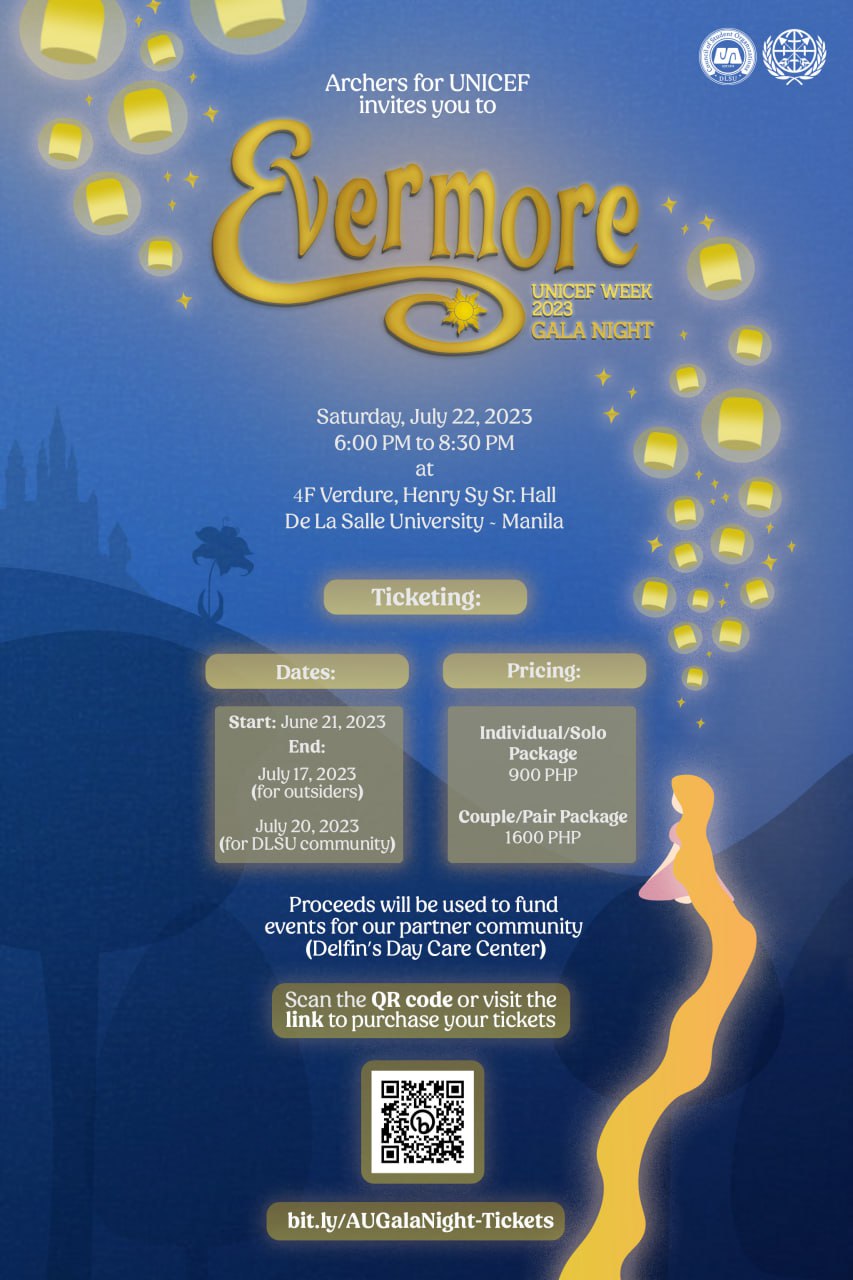 Council of Student Organizations
DLSU
Archers for UNICEF
invites you to
Evermore
UNICEF WEEK
2023
GALA NIGHT
Saturday, July 22, 2023
6:00 PM to 8:30 PM
at
4F Verdure, Henry Sy Sr. Hall
De La Salle University - Manila
Ticketing:
Dates:
Start: June 21, 2023
End:
July 17, 2023
(for outsiders)
July 20, 2023
(for DLSU community)
Pricing:
Individual/Solo
Package
900 PHP
Couple/Pair Package
1600 PHP
Proceeds will be used to fund
events for our partner community
(Delfin's Day Care Center)
Scan the QR code or visit the
link to purchase your tickets
bit.ly/AUGalaNight-Tickets